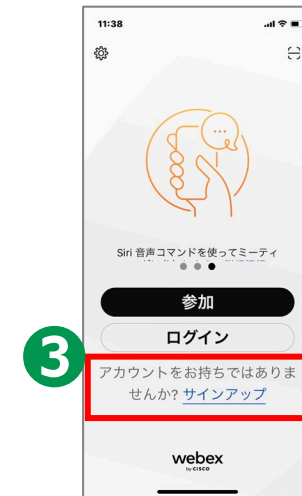 11:38
Siri 音声コマンドを使ってミーティ
参加
ログイン
3
アカウントをお持ちではありま
せんか? サインアップ
webex
by CISCO